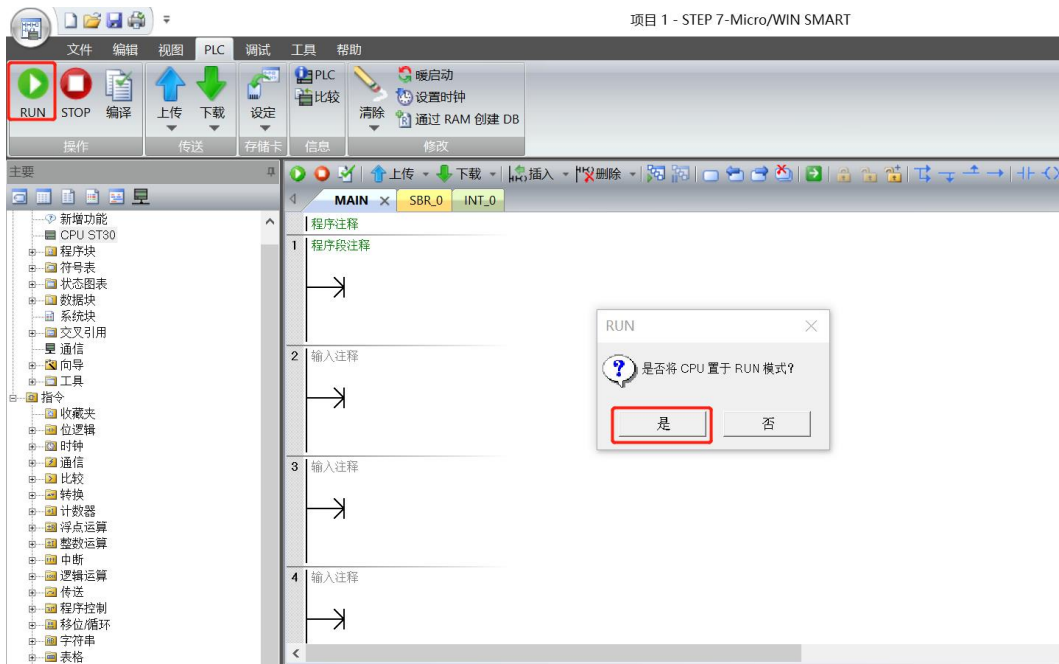 项目 1 - STEP 7-Micro/WIN SMART
文件 编辑 视图 PLC 调试 工具 帮助
RUN STOP 编译 上传 下载 设定 PLC 比较 清除 暖启动 设置时钟 通过 RAM 创建 DB
操作 传送 存储卡 信息 修改
主要
上传 下载 插入 删除
MAIN SBR_0 INT_0
新增功能
CPU ST30
程序块
符号表
状态图表
数据块
系统块
交叉引用
通信
向导
工具
指令
收藏夹
位逻辑
时钟
通信
比较
转换
计数器
浮点运算
整数运算
中断
逻辑运算
传送
程序控制
移位/循环
字符串
表格
程序注释
1 程序段注释
2 输入注释
3 输入注释
4 输入注释
RUN
是否将 CPU 置于 RUN 模式?
是 否